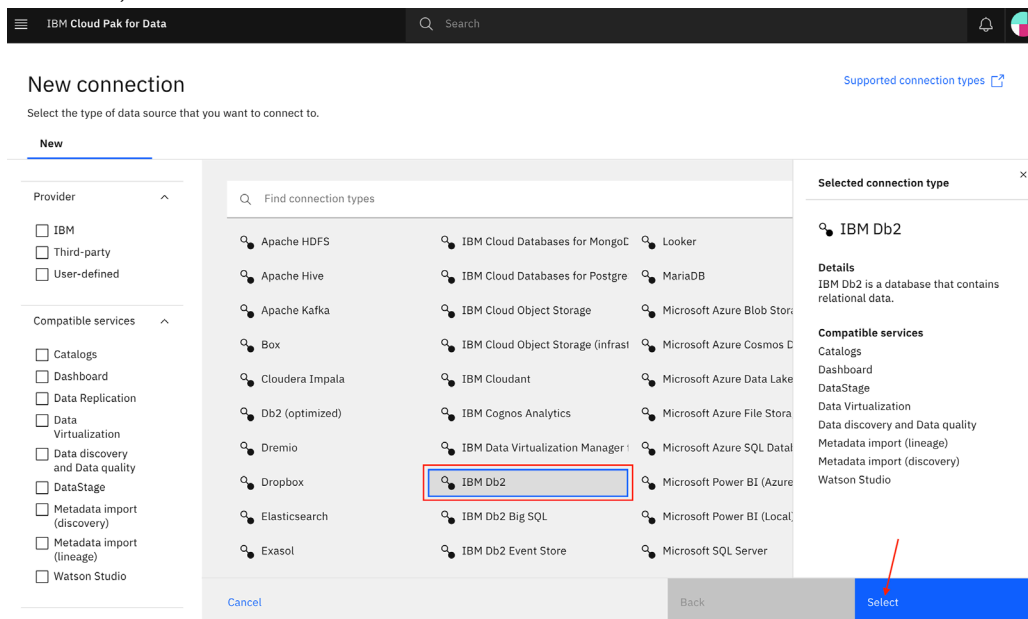 IBM Cloud Pak for Data
Search
New connection
Supported connection types
Select the type of data source that you want to connect to.
New
Provider
IBM
Third-party
User-defined
Compatible services
Catalogs
Dashboard
Data Replication
Data
Virtualization
Data discovery
and Data quality
DataStage
Metadata import
(discovery)
Metadata import
(lineage)
Watson Studio
Find connection types
Apache HDFS
Apache Hive
Apache Kafka
Box
Cloudera Impala
Db2 (optimized)
Dremio
Dropbox
Elasticsearch
Exasol
IBM Cloud Databases for MongoD
IBM Cloud Databases for Postgre
IBM Cloud Object Storage
IBM Cloud Object Storage (infrast
IBM Cloudant
IBM Cognos Analytics
IBM Data Virtualization Manager f
IBM Db2
IBM Db2 Big SQL
IBM Db2 Event Store
Looker
MariaDB
Microsoft Azure Blob Stora
Microsoft Azure Cosmos D
Microsoft Azure Data Lake
Microsoft Azure File Stora
Microsoft Azure SQL Datab
Microsoft Power BI (Azure
Microsoft Power BI (Local)
Microsoft SQL Server
Selected connection type
IBM Db2
Details
IBM Db2 is a database that contains
relational data.
Compatible services
Catalogs
Dashboard
DataStage
Data Virtualization
Data discovery and Data quality
Metadata import (lineage)
Metadata import (discovery)
Watson Studio
Cancel
Back
Select